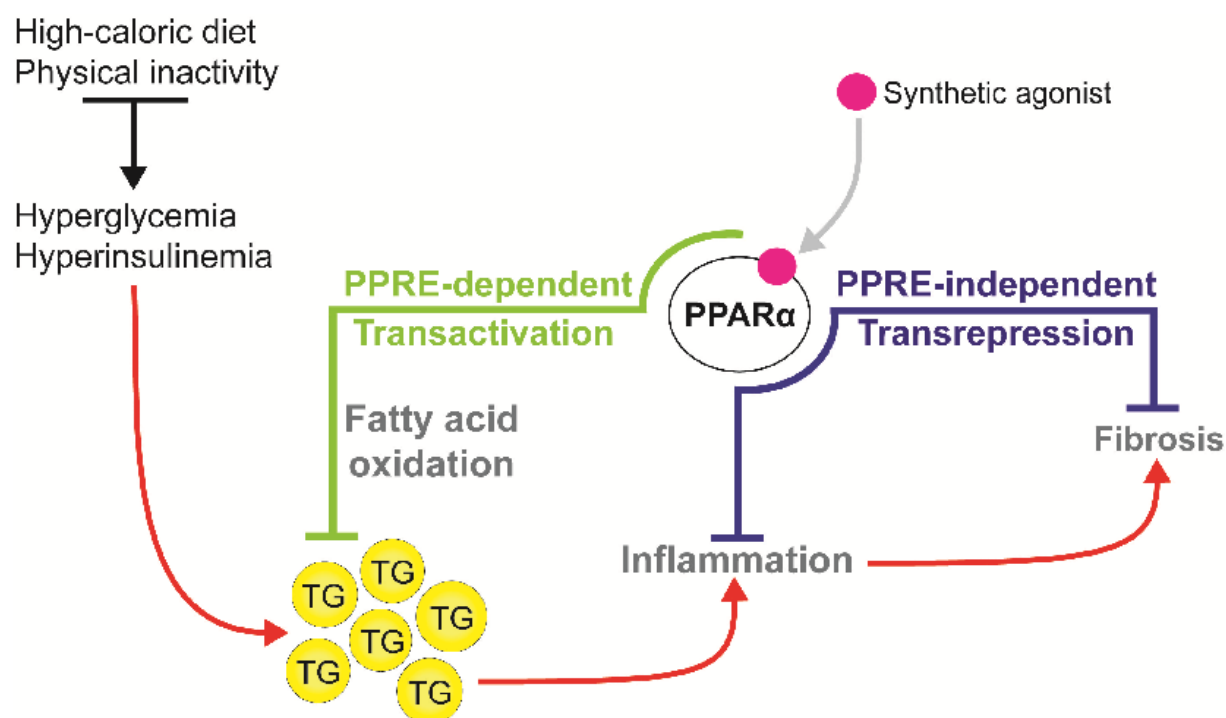 High-caloric diet
Physical inactivity
Synthetic agonist
Hyperglycemia
Hyperinsulinemia
PPRE-dependent
Transactivation
PPARα
PPRE-independent
Transrepression
Fatty acid
oxidation
Fibrosis
Inflammation
TG
TG
TG
TG
TG
TG